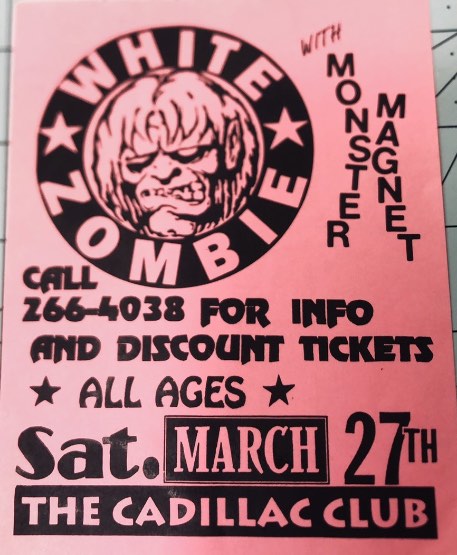 WHITE
ZOMBIE
WITH
MONSTER
MAGNET
CALL
266-4038 FOR INFO
AND DISCOUNT TICKETS
★ ALL AGES ★
Sat. MARCH 27TH
THE CADILLAC CLUB